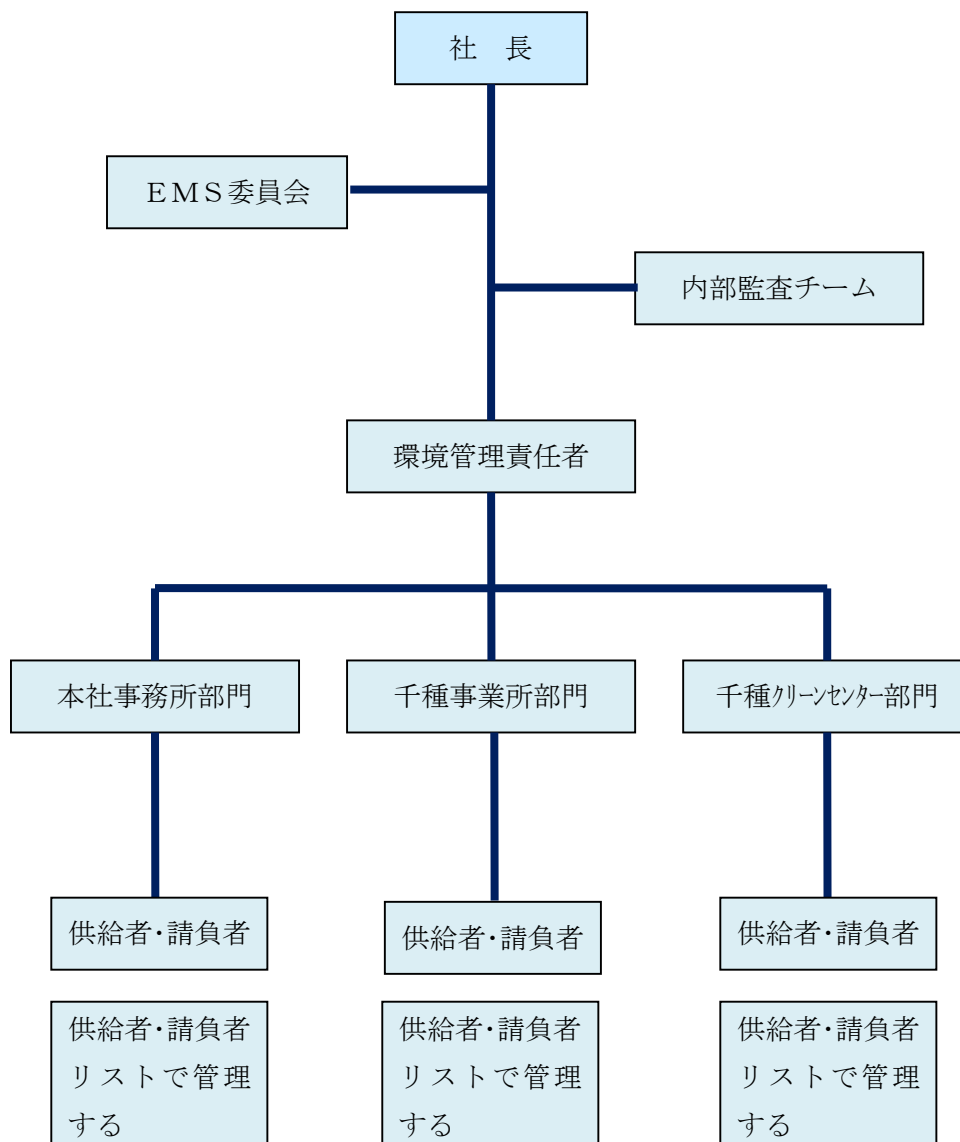 社　長
ＥＭＳ委員会
内部監査チーム
環境管理責任者
本社事務所部門
千種事業所部門
千種ｸﾘｰﾝｾﾝﾀｰ部門
供給者･請負者
供給者･請負者
供給者･請負者
供給者･請負者
リストで管理
する
供給者･請負者
リストで管理
する
供給者･請負者
リストで管理
する